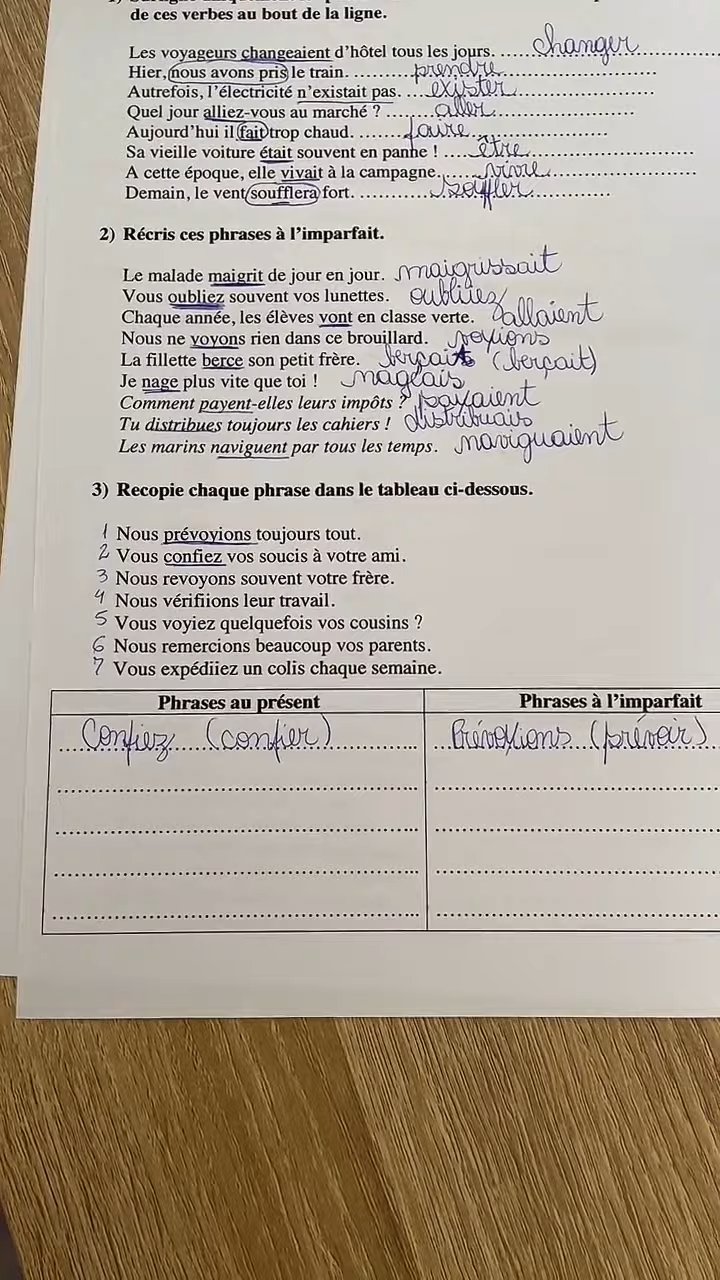 de ces verbes au bout de la ligne.
Les voyageurs changeaient d'hôtel tous les jours. changer
Hier, nous avons pris le train. prendre
Autrefois, l'électricité n'existait pas. exister
Quel jour alliez-vous au marché ? aller
Aujourd'hui il fait trop chaud. faire
Sa vieille voiture était souvent en panne ! être
A cette époque, elle vivait à la campagne. vivre
Demain, le vent soufflera fort. souffler
2) Récris ces phrases à l'imparfait.
Le malade maigrit de jour en jour. maigrissait
Vous oubliez souvent vos lunettes. oubliiez
Chaque année, les élèves vont en classe verte. allaient
Nous ne voyons rien dans ce brouillard. voyions
La fillette berce son petit frère. berçait (berçait)
Je nage plus vite que toi ! nageais
Comment payent-elles leurs impôts ? payaient
Tu distribues toujours les cahiers ! distribuais
Les marins naviguent par tous les temps. naviguaient
3) Recopie chaque phrase dans le tableau ci-dessous.
1 Nous prévoyions toujours tout.
2 Vous confiez vos soucis à votre ami.
3 Nous revoyons souvent votre frère.
4 Nous vérifiions leur travail.
5 Vous voyiez quelquefois vos cousins ?
6 Nous remercions beaucoup vos parents.
7 Vous expédiiez un colis chaque semaine.
Phrases au présent Phrases à l'imparfait
Confiez (confier) Prévoyions (prévoir)